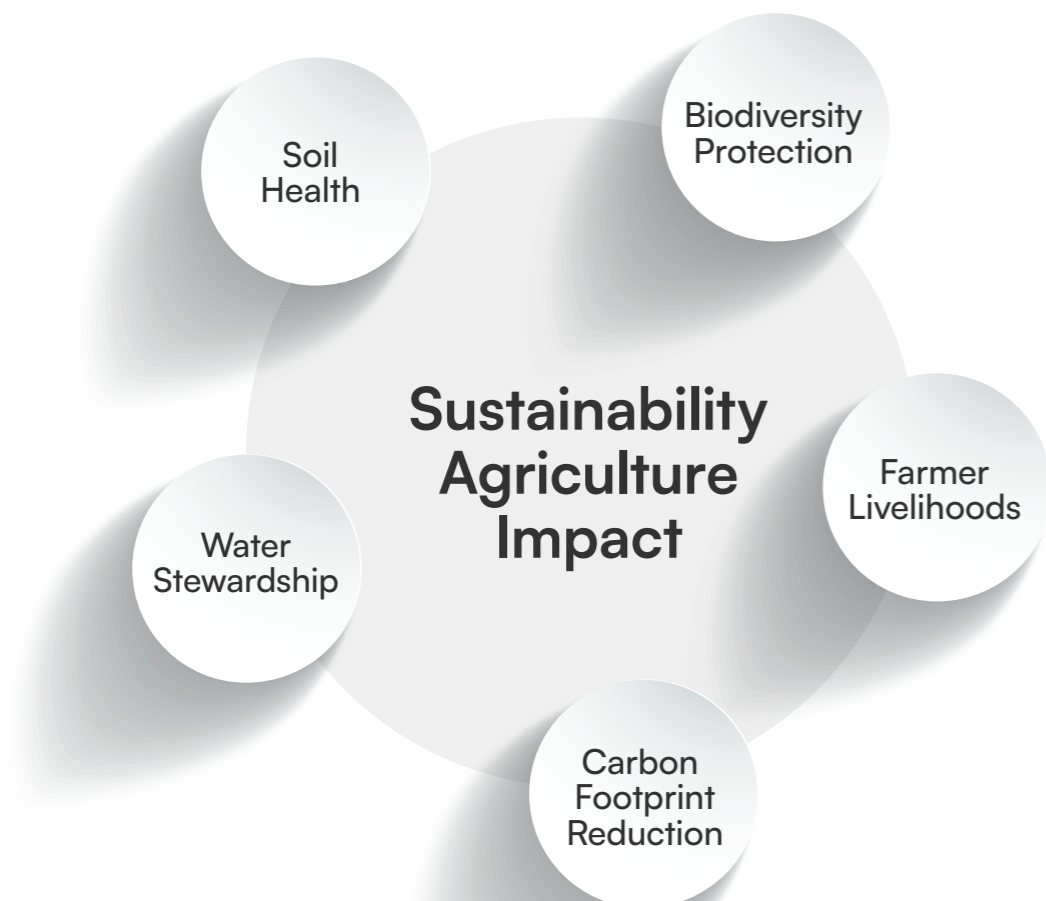 Biodiversity
Protection
Soil
Health
Sustainability
Agriculture
Impact
Farmer
Livelihoods
Water
Stewardship
Carbon
Footprint
Reduction